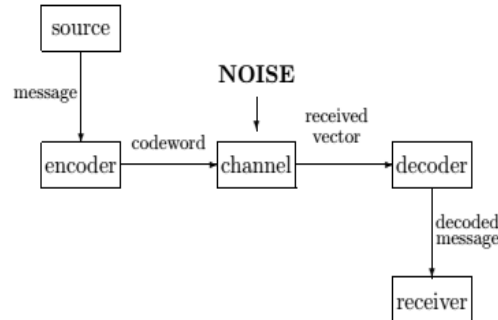 source
message
NOISE
encoder
codeword
channel
received
vector
decoder
decoded
message
receiver